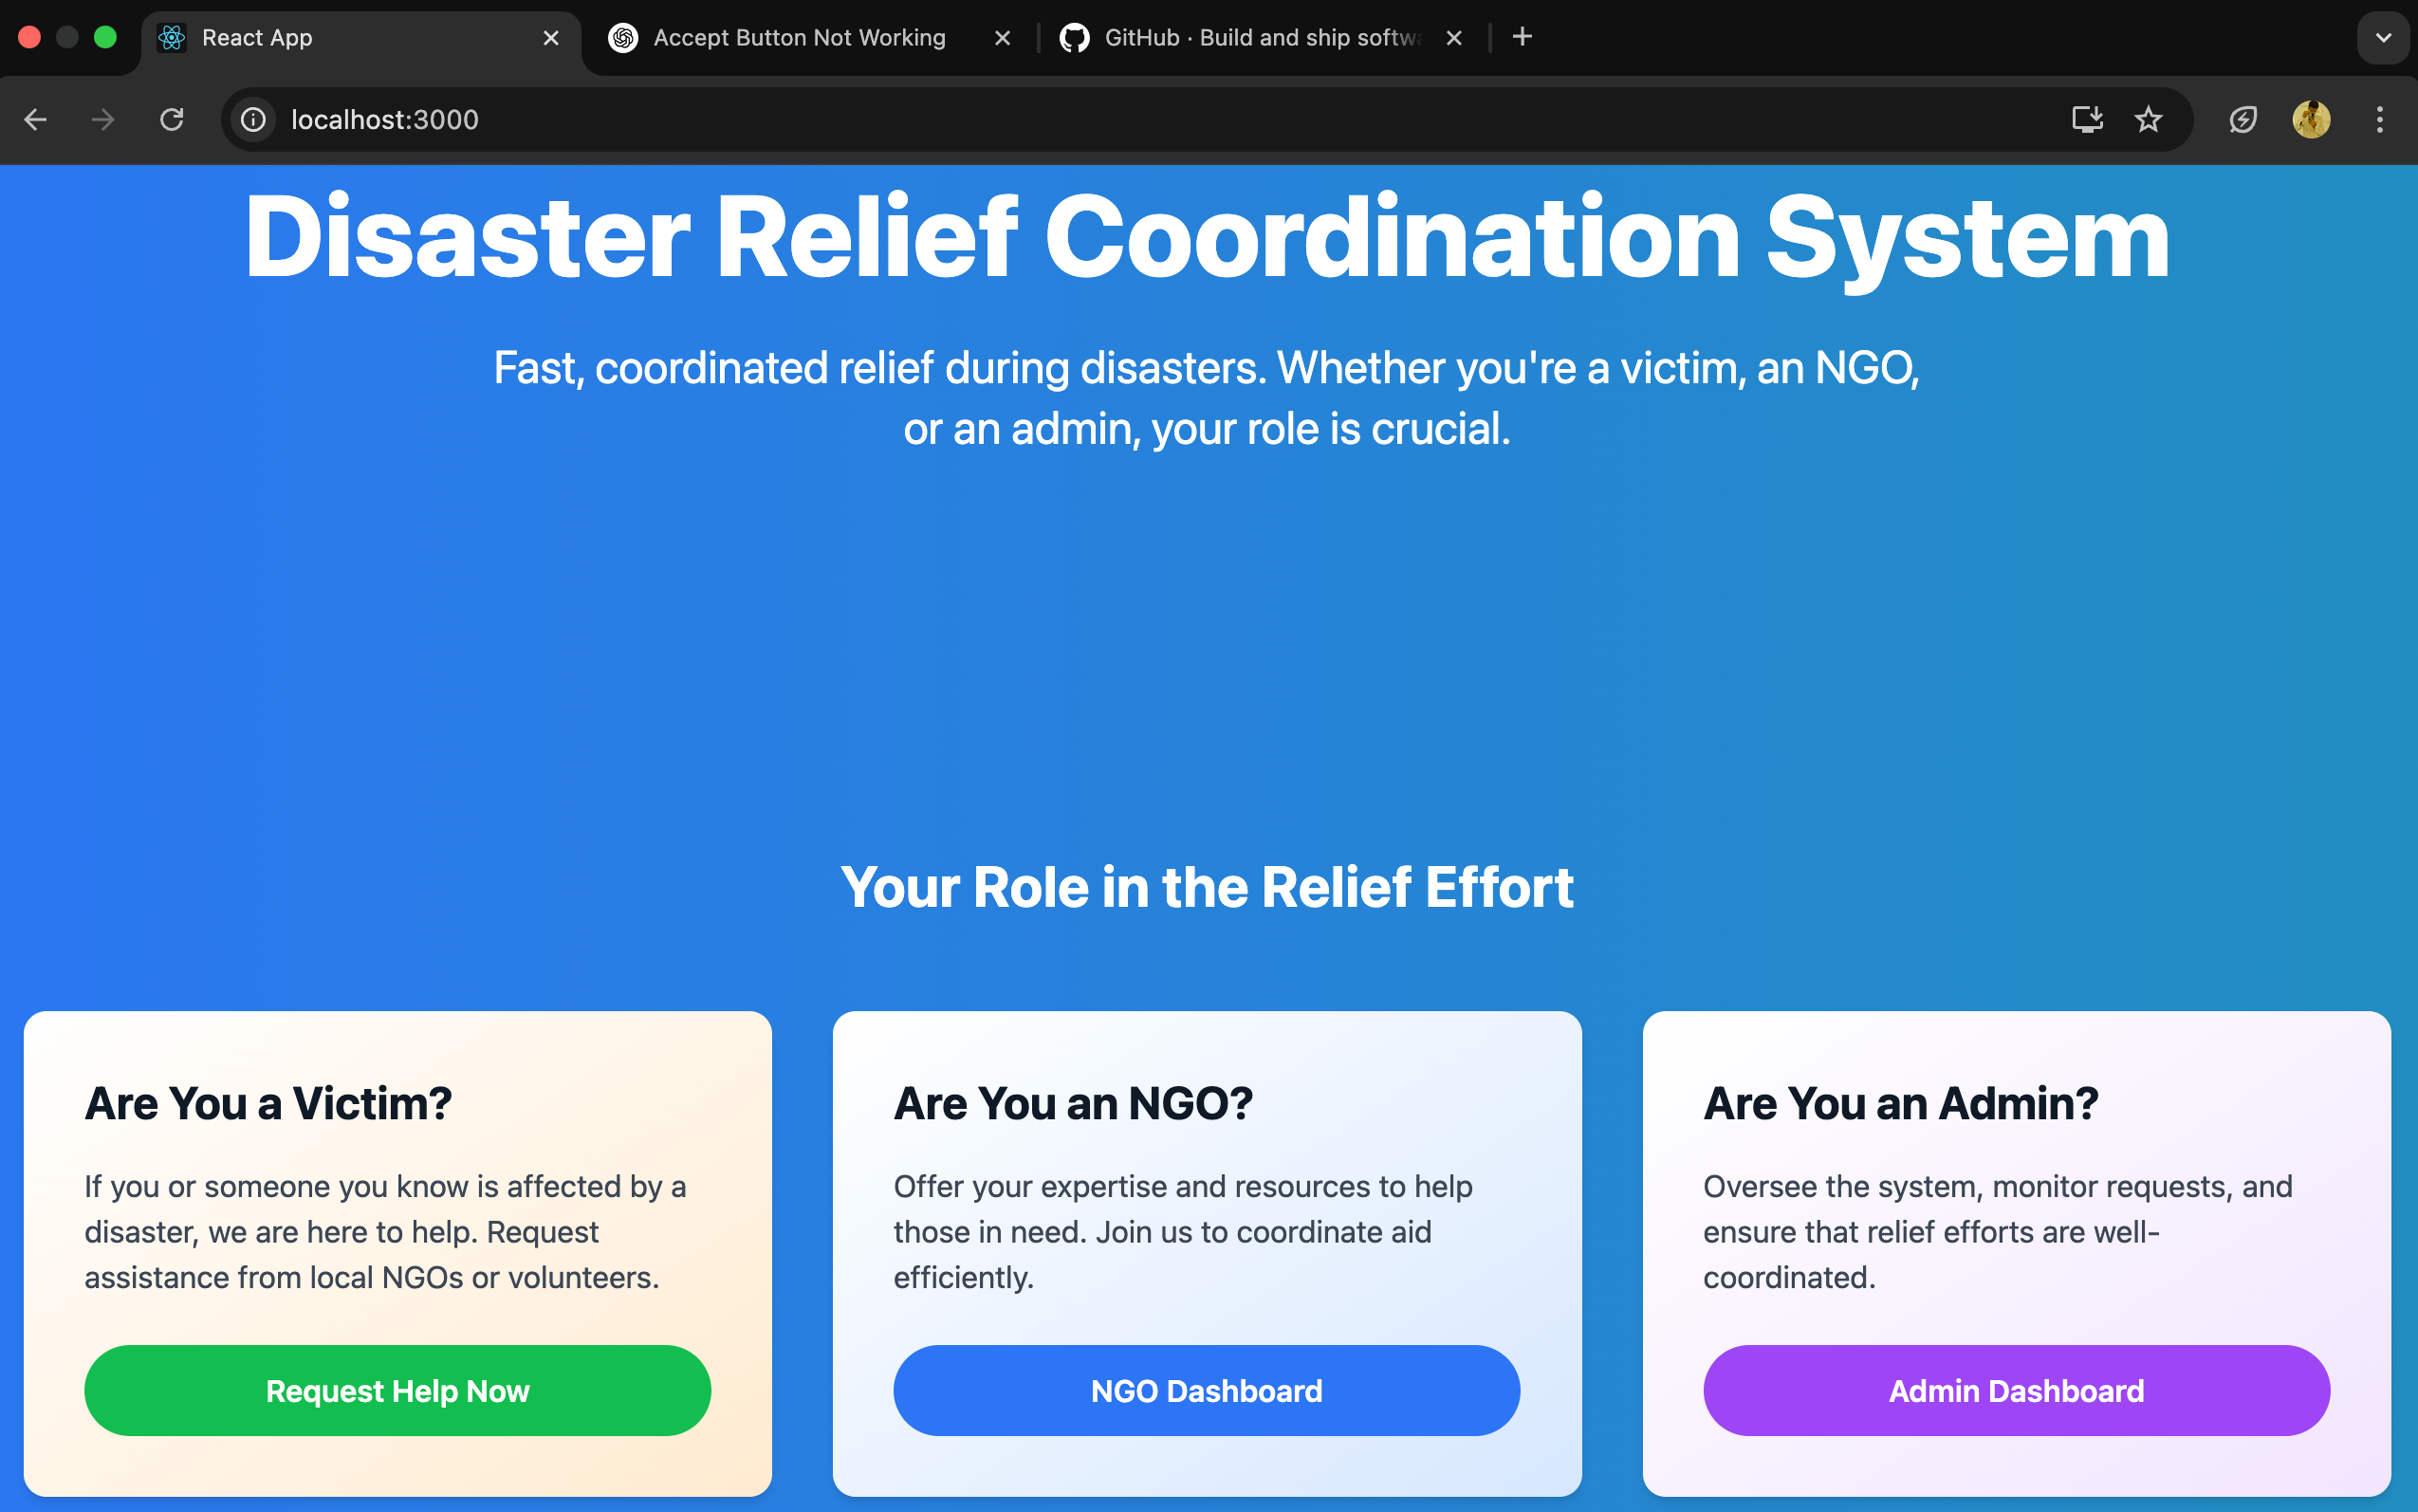 React App
Accept Button Not Working
GitHub · Build and ship softw
localhost:3000
Disaster Relief Coordination System
Fast, coordinated relief during disasters. Whether you're a victim, an NGO,
or an admin, your role is crucial.
Your Role in the Relief Effort
Are You a Victim?
If you or someone you know is affected by a
disaster, we are here to help. Request
assistance from local NGOs or volunteers.
Request Help Now
Are You an NGO?
Offer your expertise and resources to help
those in need. Join us to coordinate aid
efficiently.
NGO Dashboard
Are You an Admin?
Oversee the system, monitor requests, and
ensure that relief efforts are well-
coordinated.
Admin Dashboard